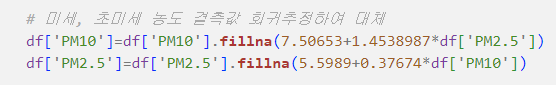 # 미세, 초미세 농도 결측값 회귀추정하여 대체
df['PM10']=df['PM10'].fillna(7.50653+1.4538987*df['PM2.5'])
df['PM2.5']=df['PM2.5'].fillna(5.5989+0.37674*df['PM10'])